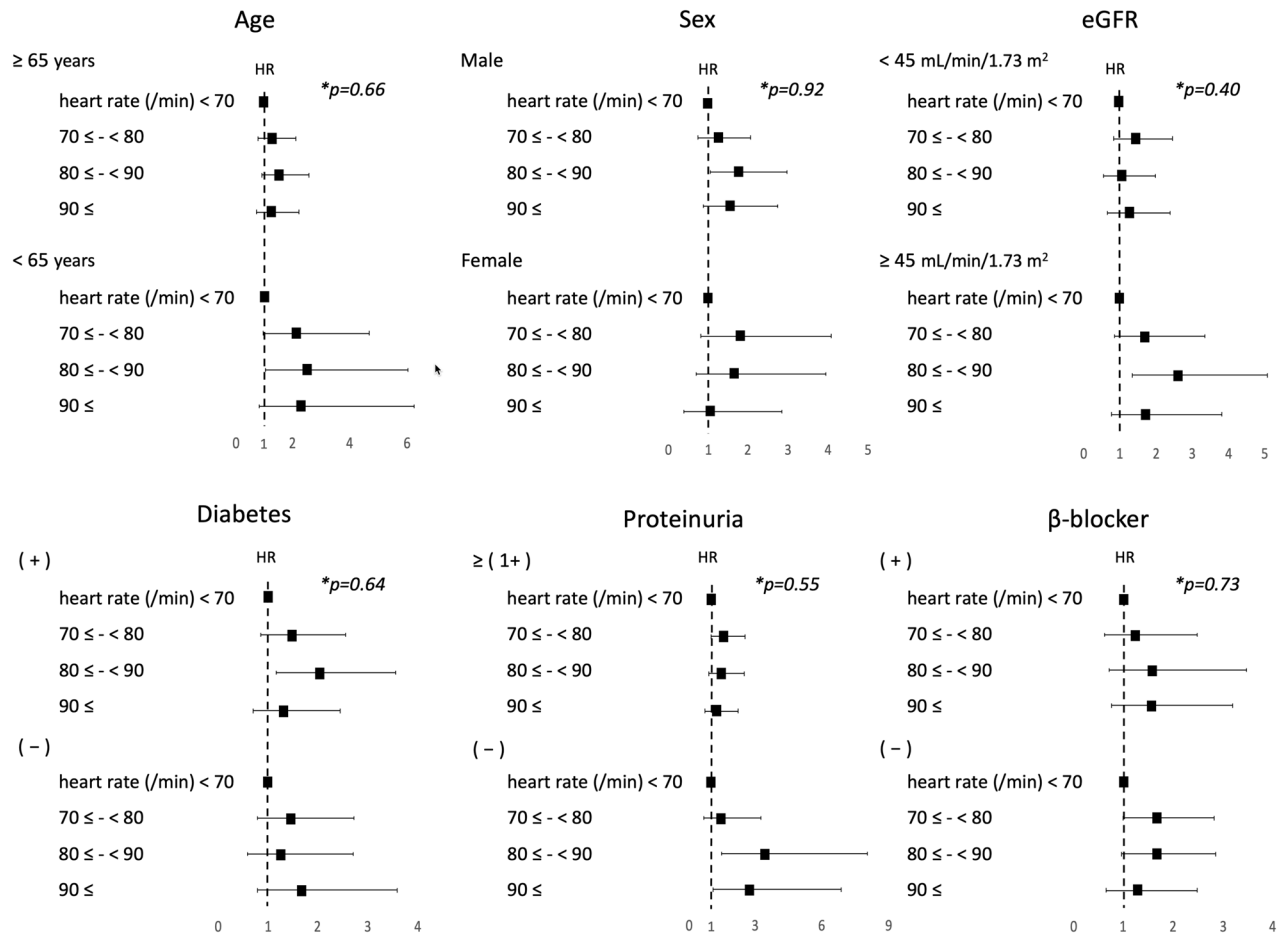 Age
≥ 65 years
HR
*p=0.66
heart rate (/min) < 70
70 ≤ - < 80
80 ≤ - < 90
90 ≤
< 65 years
heart rate (/min) < 70
70 ≤ - < 80
80 ≤ - < 90
90 ≤
0 1 2 4 6
Sex
Male
HR
*p=0.92
heart rate (/min) < 70
70 ≤ - < 80
80 ≤ - < 90
90 ≤
Female
heart rate (/min) < 70
70 ≤ - < 80
80 ≤ - < 90
90 ≤
0 1 2 3 4 5
eGFR
< 45 mL/min/1.73 m²
HR
*p=0.40
heart rate (/min) < 70
70 ≤ - < 80
80 ≤ - < 90
90 ≤
≥ 45 mL/min/1.73 m²
heart rate (/min) < 70
70 ≤ - < 80
80 ≤ - < 90
90 ≤
0 1 2 3 4 5
Diabetes
( + )
HR
*p=0.64
heart rate (/min) < 70
70 ≤ - < 80
80 ≤ - < 90
90 ≤
( − )
heart rate (/min) < 70
70 ≤ - < 80
80 ≤ - < 90
90 ≤
0 1 2 3 4
Proteinuria
≥ ( 1+ )
HR
*p=0.55
heart rate (/min) < 70
70 ≤ - < 80
80 ≤ - < 90
90 ≤
( − )
heart rate (/min) < 70
70 ≤ - < 80
80 ≤ - < 90
90 ≤
0 1 3 6 9
β-blocker
( + )
HR
*p=0.73
heart rate (/min) < 70
70 ≤ - < 80
80 ≤ - < 90
90 ≤
( − )
heart rate (/min) < 70
70 ≤ - < 80
80 ≤ - < 90
90 ≤
0 1 2 3 4